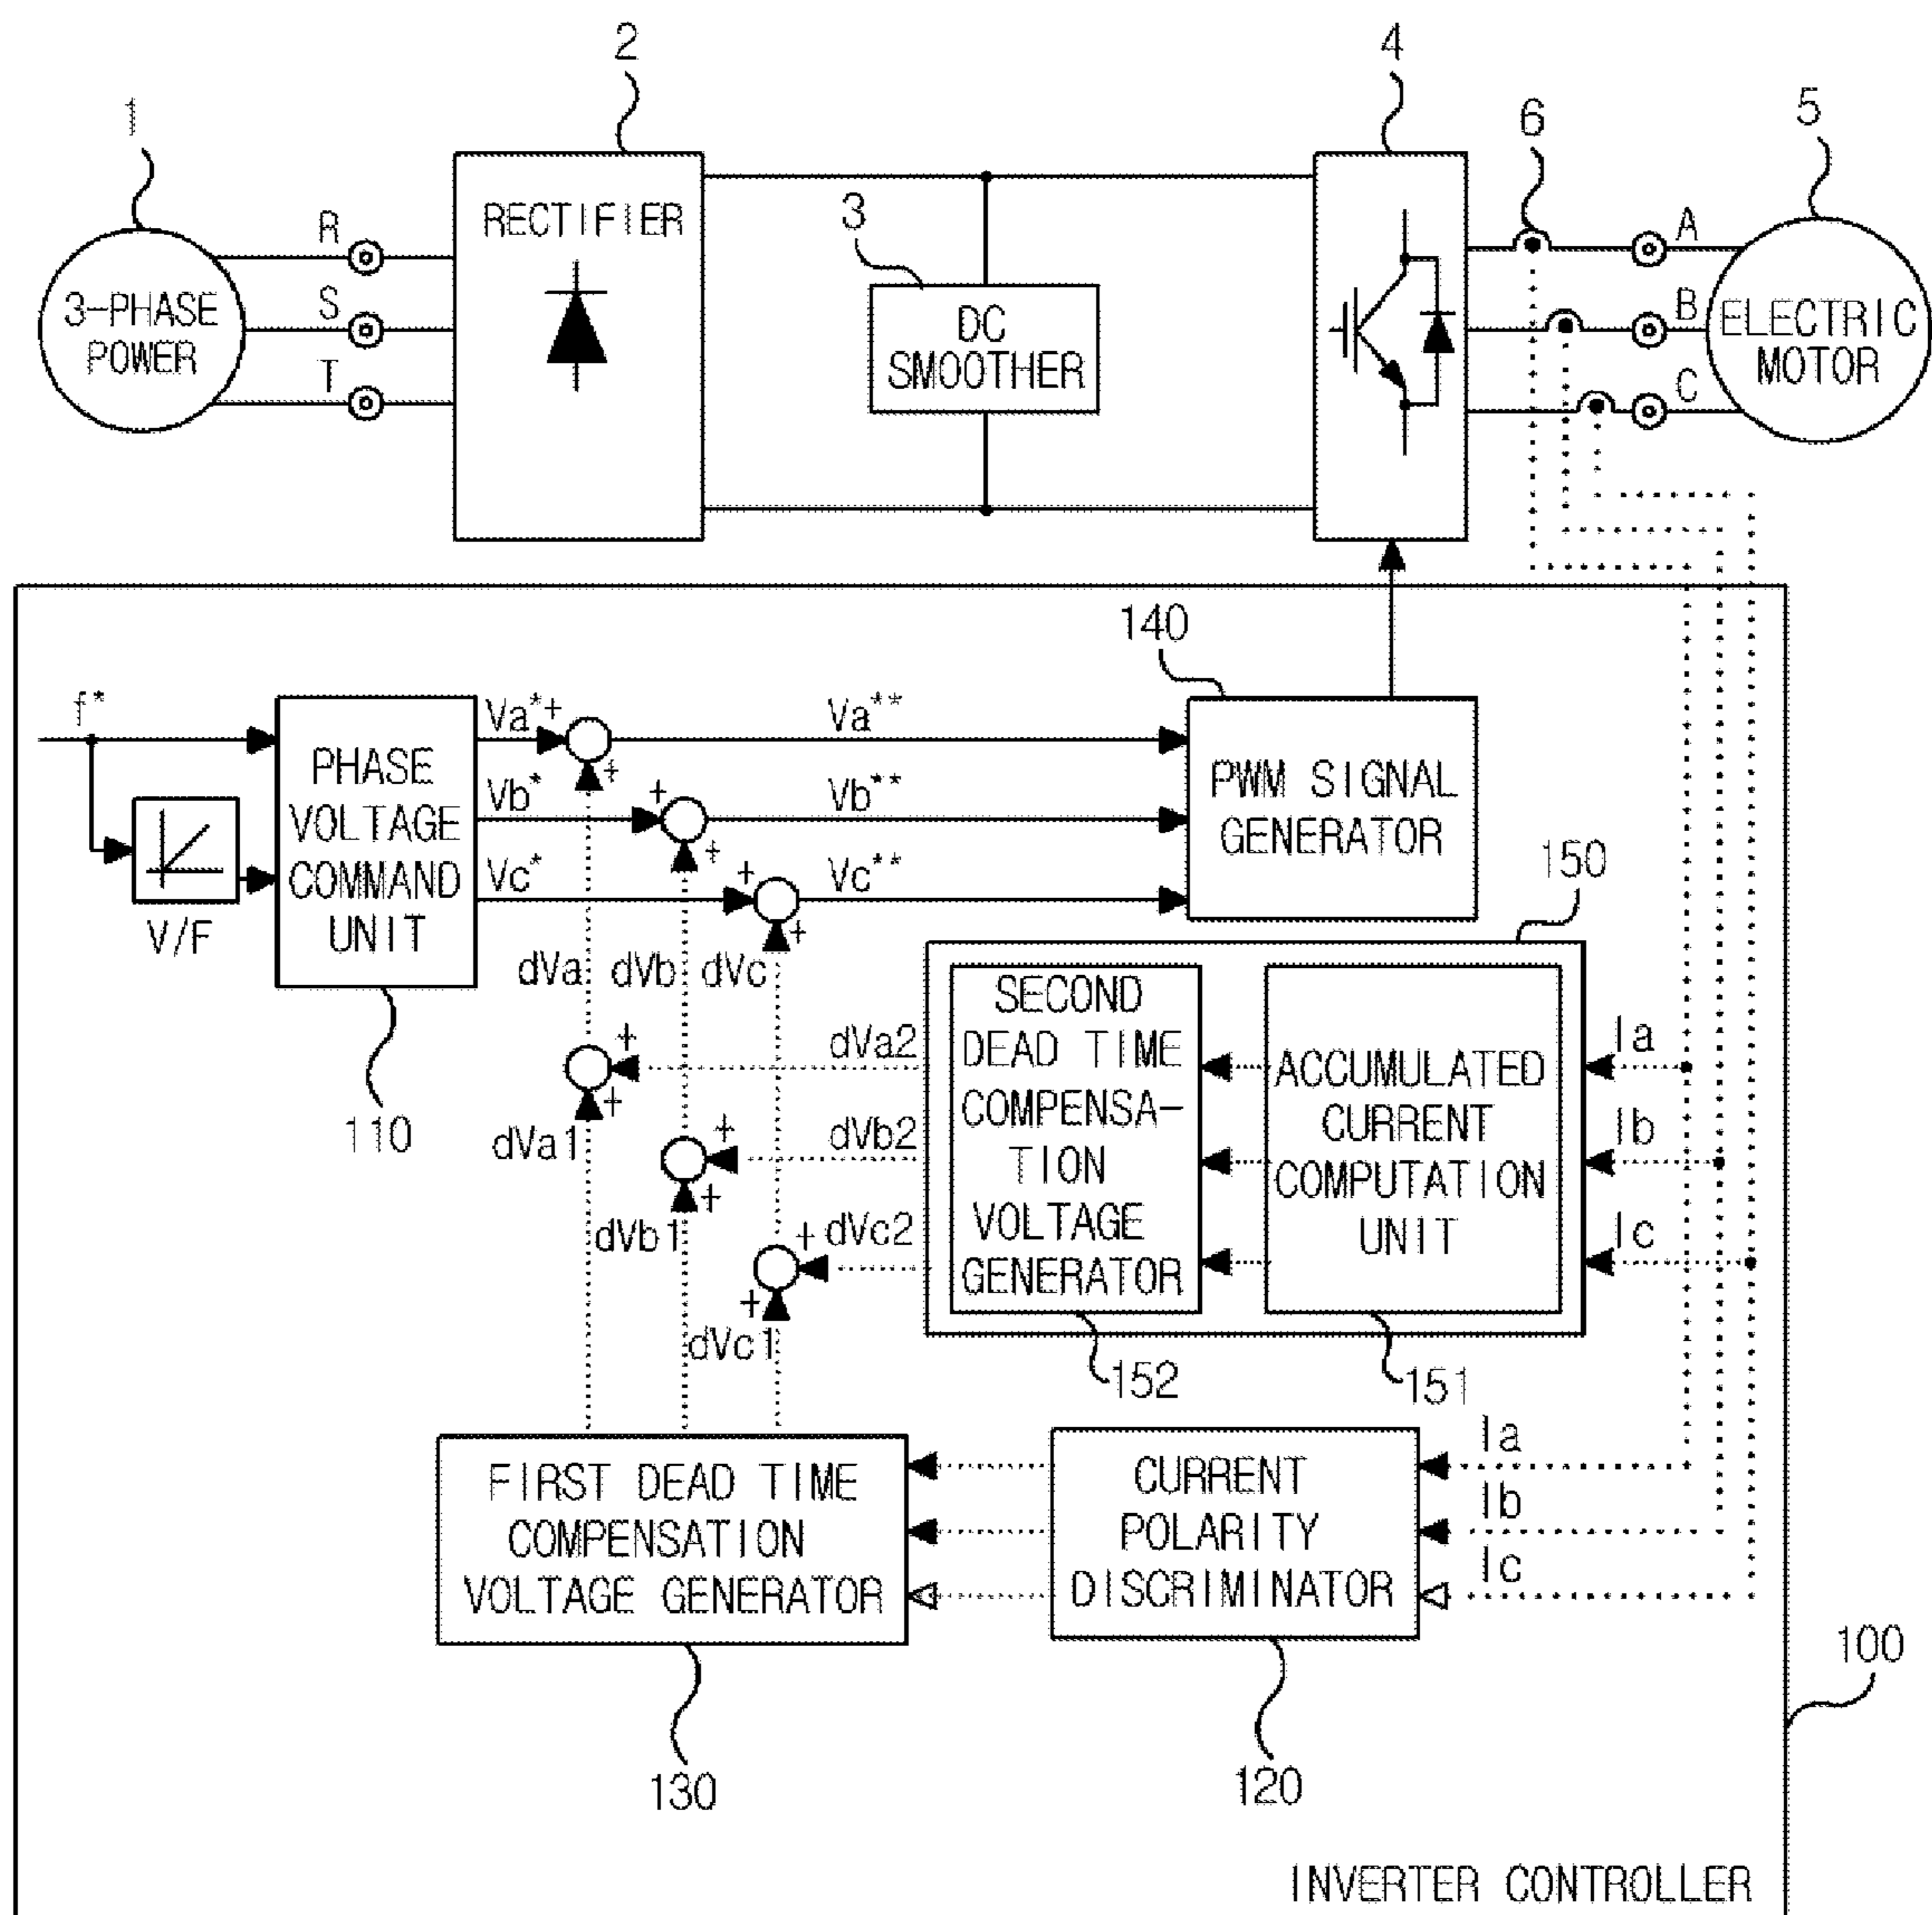 1
2
4
6
5
R
S
T
3-PHASE
POWER
RECTIFIER
3
DC
SMOOTHER
A
B
C
ELECTRIC
MOTOR
140
f*
V/F
PHASE
VOLTAGE
COMMAND
UNIT
110
Va*+
Va**
+
Vb*
+
Vb**
+
Vc*
+
Vc**
+
PWM SIGNAL
GENERATOR
150
dVa
dVb
dVc
SECOND
DEAD TIME
COMPENSA-
TION
VOLTAGE
GENERATOR
ACCUMULATED
CURRENT
COMPUTATION
UNIT
Ia
Ib
Ic
+
dVa2
+
dVa1
+
dVb2
+
dVb1
+
dVc2
+
dVc1
152
151
FIRST DEAD TIME
COMPENSATION
VOLTAGE GENERATOR
130
CURRENT
POLARITY
DISCRIMINATOR
120
Ia
Ib
Ic
100
INVERTER CONTROLLER